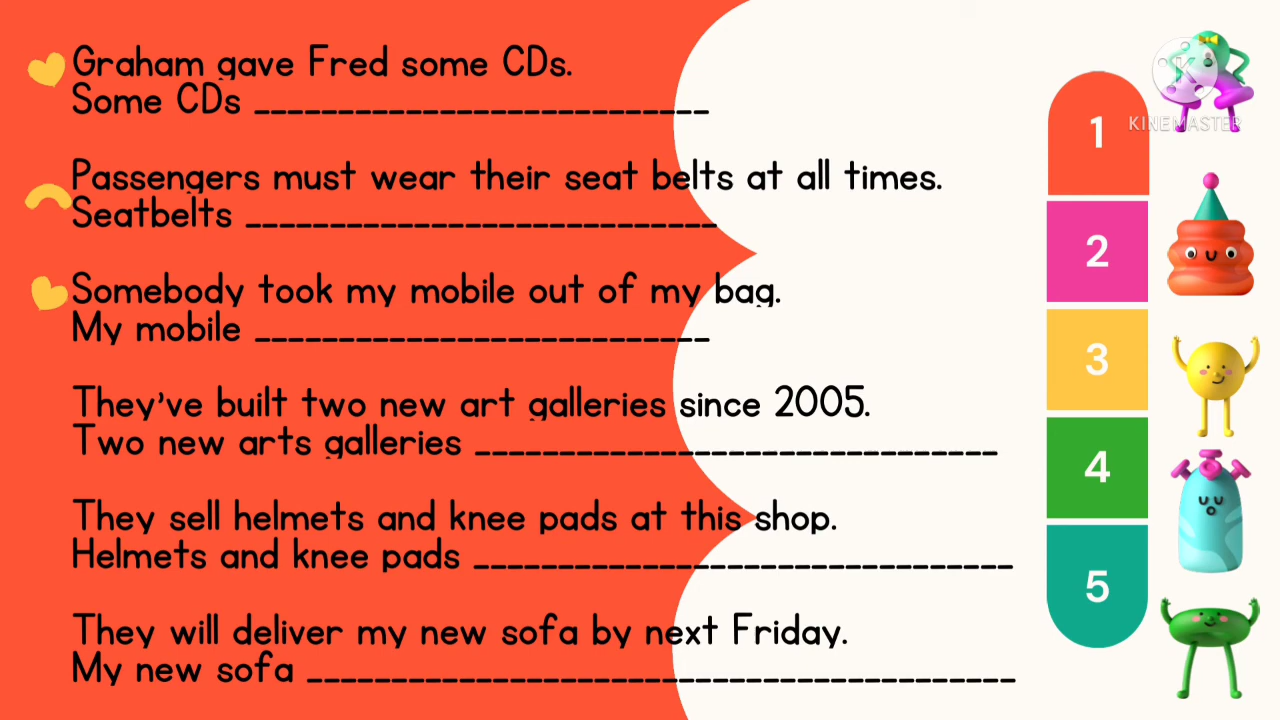 Graham gave Fred some CDs.
Some CDs ___________________________
Passengers must wear their seat belts at all times.
Seatbelts ____________________________
Somebody took my mobile out of my bag.
My mobile ___________________________
They've built two new art galleries since 2005.
Two new arts galleries _______________________________
They sell helmets and knee pads at this shop.
Helmets and knee pads ________________________________
They will deliver my new sofa by next Friday.
My new sofa __________________________________________
1
2
3
4
5
K
KINEMASTER